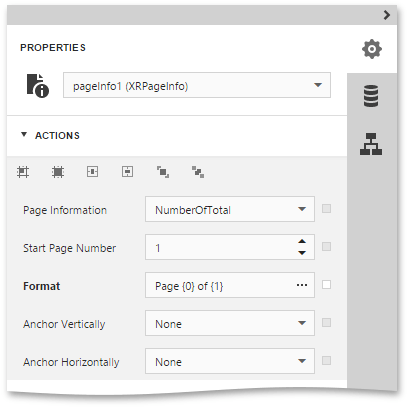 PROPERTIES
pageInfo1 (XRPageInfo)
ACTIONS
Page Information NumberOfTotal
Start Page Number 1
Format Page {0} of {1} ...
Anchor Vertically None
Anchor Horizontally None